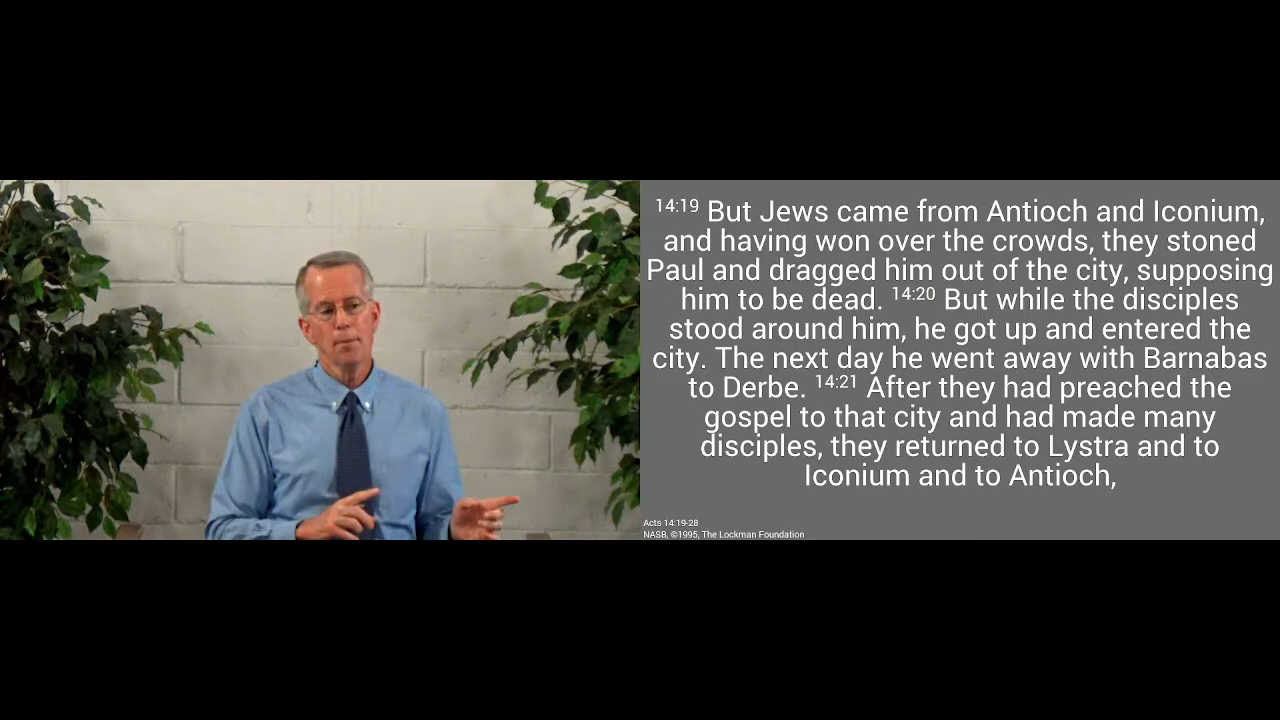 14:19 But Jews came from Antioch and Iconium,
and having won over the crowds, they stoned
Paul and dragged him out of the city, supposing
him to be dead. 14:20 But while the disciples
stood around him, he got up and entered the
city. The next day he went away with Barnabas
to Derbe. 14:21 After they had preached the
gospel to that city and had made many
disciples, they returned to Lystra and to
Iconium and to Antioch,
Acts 14:19-28
NASB, ©1995, The Lockman Foundation